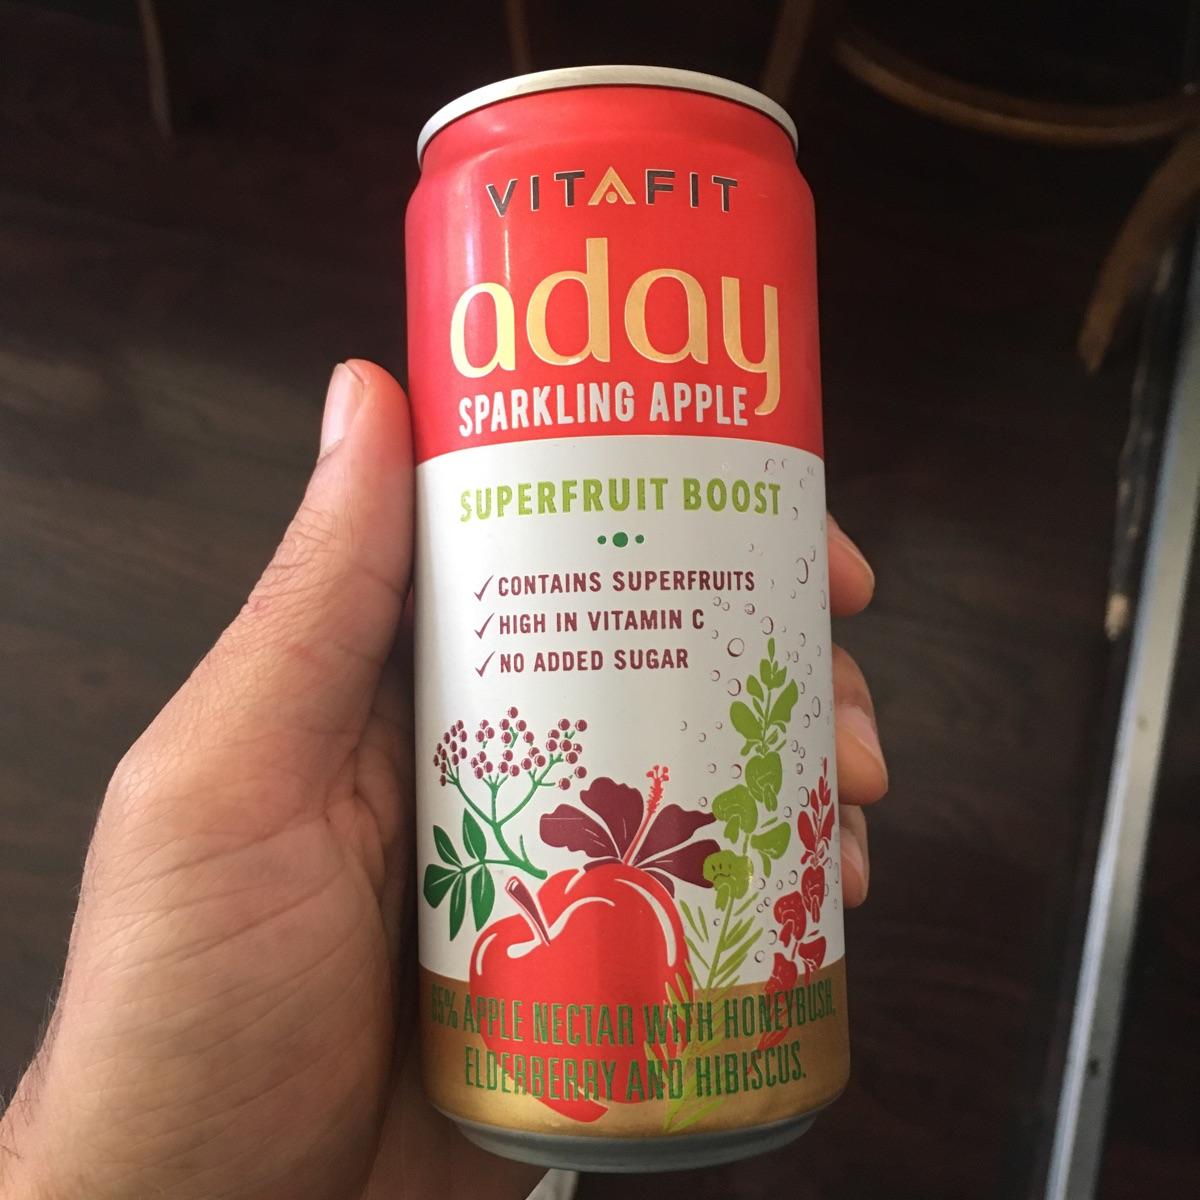 VITAFIT
aday
SPARKLING APPLE
SUPERFRUIT BOOST
✓ CONTAINS SUPERFRUITS
✓ HIGH IN VITAMIN C
✓ NO ADDED SUGAR
65% APPLE NECTAR WITH HONEYBUSH,
ELDERBERRY AND HIBISCUS.